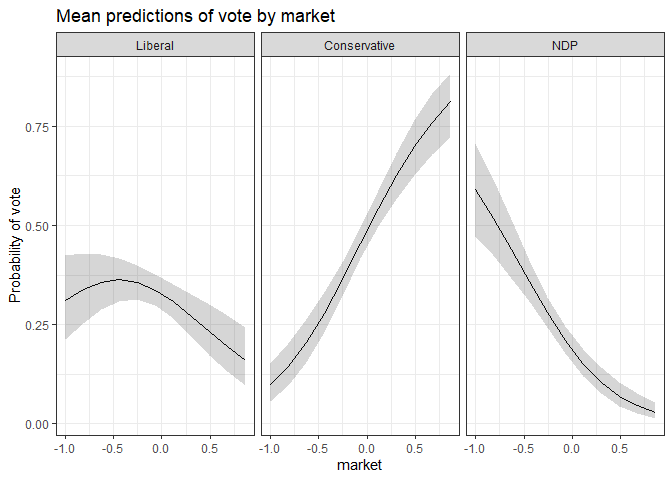 Mean predictions of vote by market
Liberal
Conservative
NDP
Probability of vote
0.75
0.50
0.25
0.00
-1.0 -0.5 0.0 0.5
-1.0 -0.5 0.0 0.5
-1.0 -0.5 0.0 0.5
market